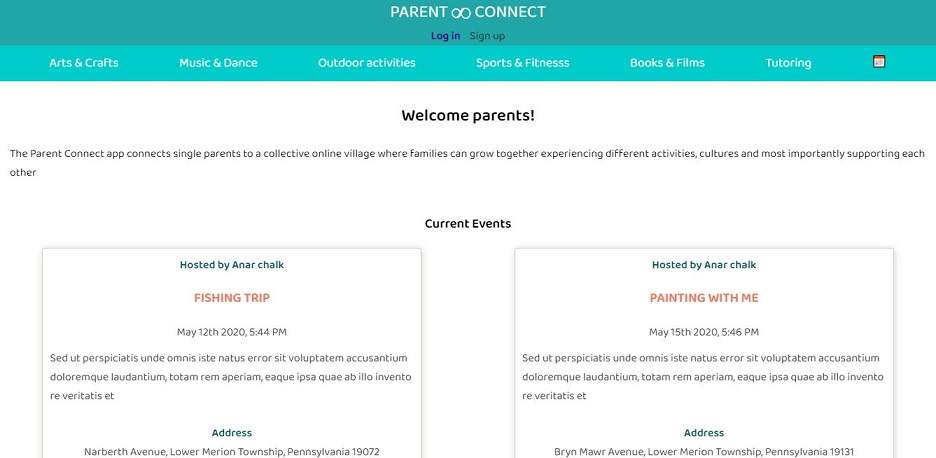 PARENT CONNECT
Log in Sign up
Arts & Crafts Music & Dance Outdoor activities Sports & Fitnesss Books & Films Tutoring
Welcome parents!
The Parent Connect app connects single parents to a collective online village where families can grow together experiencing different activities, cultures and most importantly supporting each
other
Current Events
Hosted by Anar chalk
FISHING TRIP
May 12th 2020, 5:44 PM
Sed ut perspiciatis unde omnis iste natus error sit voluptatem accusantium
doloremque laudantium, totam rem aperiam, eaque ipsa quae ab illo invento
re veritatis et
Address
Narberth Avenue, Lower Merion Township, Pennsylvania 19072
Hosted by Anar chalk
PAINTING WITH ME
May 15th 2020, 5:46 PM
Sed ut perspiciatis unde omnis iste natus error sit voluptatem accusantium
doloremque laudantium, totam rem aperiam, eaque ipsa quae ab illo invento
re veritatis et
Address
Bryn Mawr Avenue, Lower Merion Township, Pennsylvania 19131